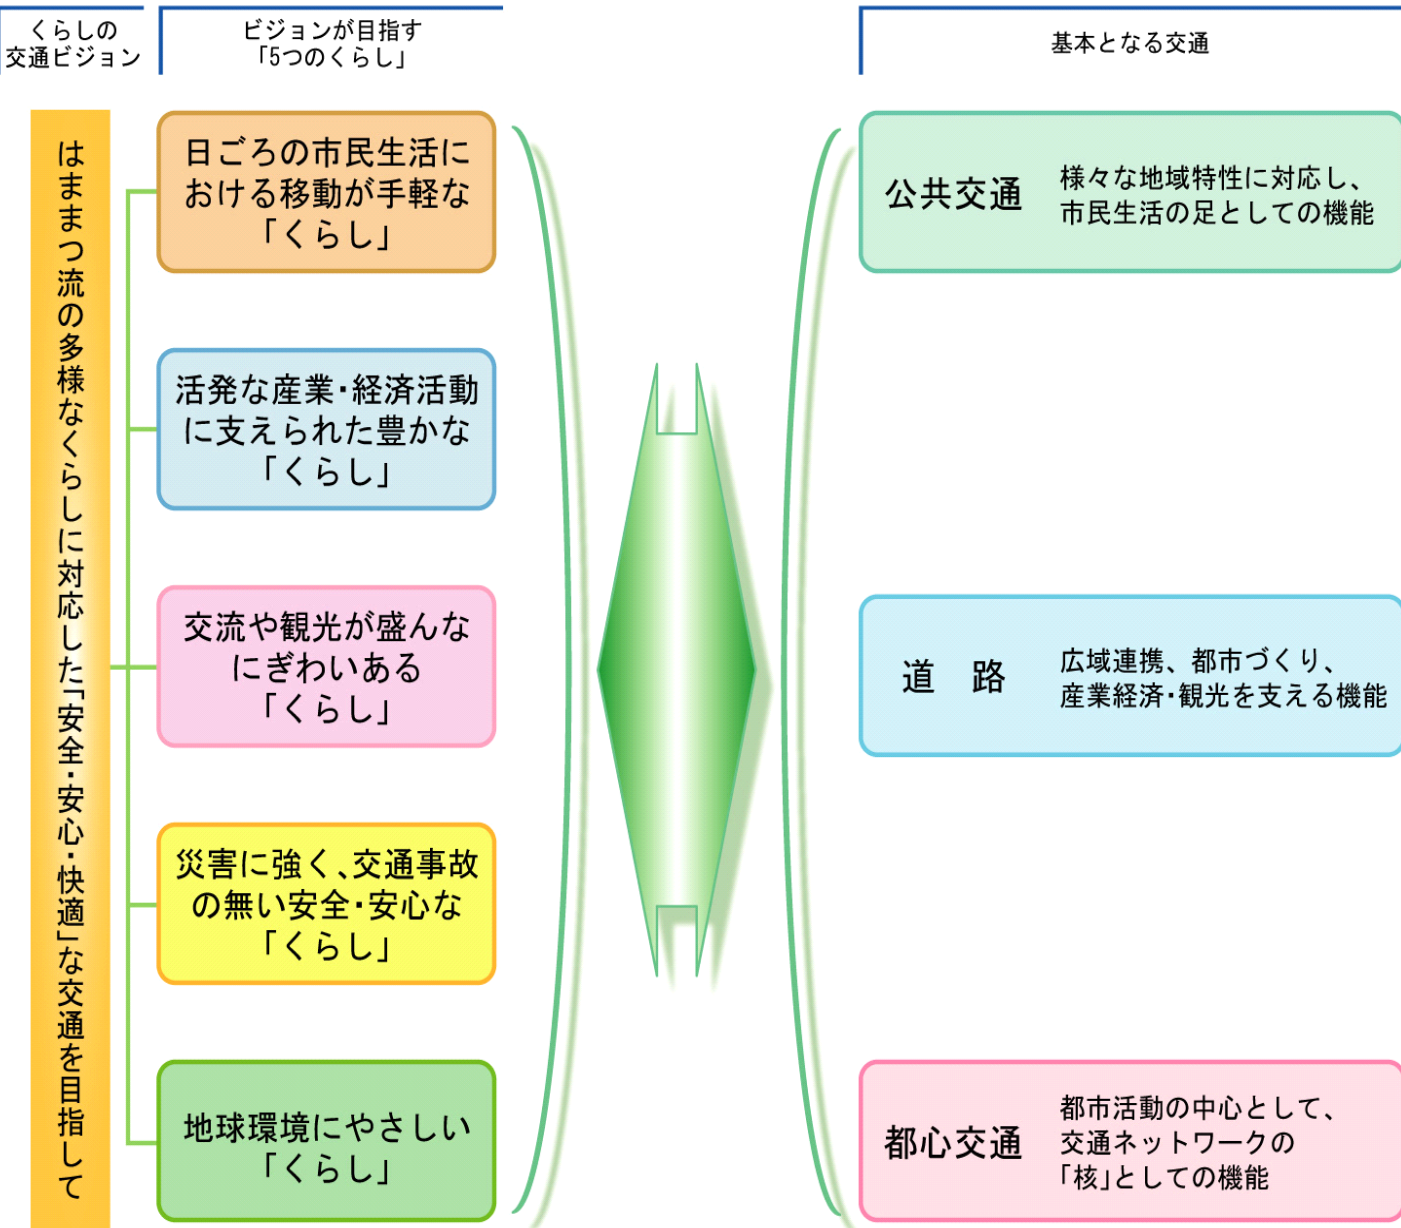 くらしの
交通ビジョン
ビジョンが目指す
「5つのくらし」
基本となる交通
はままつ流の多様なくらしに対応した「安全・安心・快適」な交通を目指して
日ごろの市民生活に
おける移動が手軽な
「くらし」
活発な産業・経済活動
に支えられた豊かな
「くらし」
交流や観光が盛んな
にぎわいある
「くらし」
災害に強く、交通事故
の無い安全・安心な
「くらし」
地球環境にやさしい
「くらし」
公共交通
様々な地域特性に対応し、
市民生活の足としての機能
道　路
広域連携、都市づくり、
産業経済・観光を支える機能
都心交通
都市活動の中心として、
交通ネットワークの
「核」としての機能